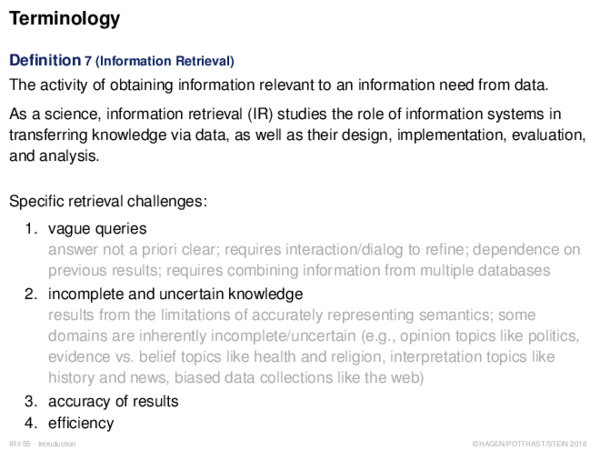 Terminology
Definition 7 (Information Retrieval)
The activity of obtaining information relevant to an information need from data.
As a science, information retrieval (IR) studies the role of information systems in
transferring knowledge via data, as well as their design, implementation, evaluation,
and analysis.
Specific retrieval challenges:
1. vague queries
answer not a priori clear; requires interaction/dialog to refine; dependence on
previous results; requires combining information from multiple databases
2. incomplete and uncertain knowledge
results from the limitations of accurately representing semantics; some
domains are inherently incomplete/uncertain (e.g., opinion topics like politics,
evidence vs. belief topics like health and religion, interpretation topics like
history and news, biased data collections like the web)
3. accuracy of results
4. efficiency
IR:I-55 Introduction
©HAGEN/POTTHAST/STEIN 2018